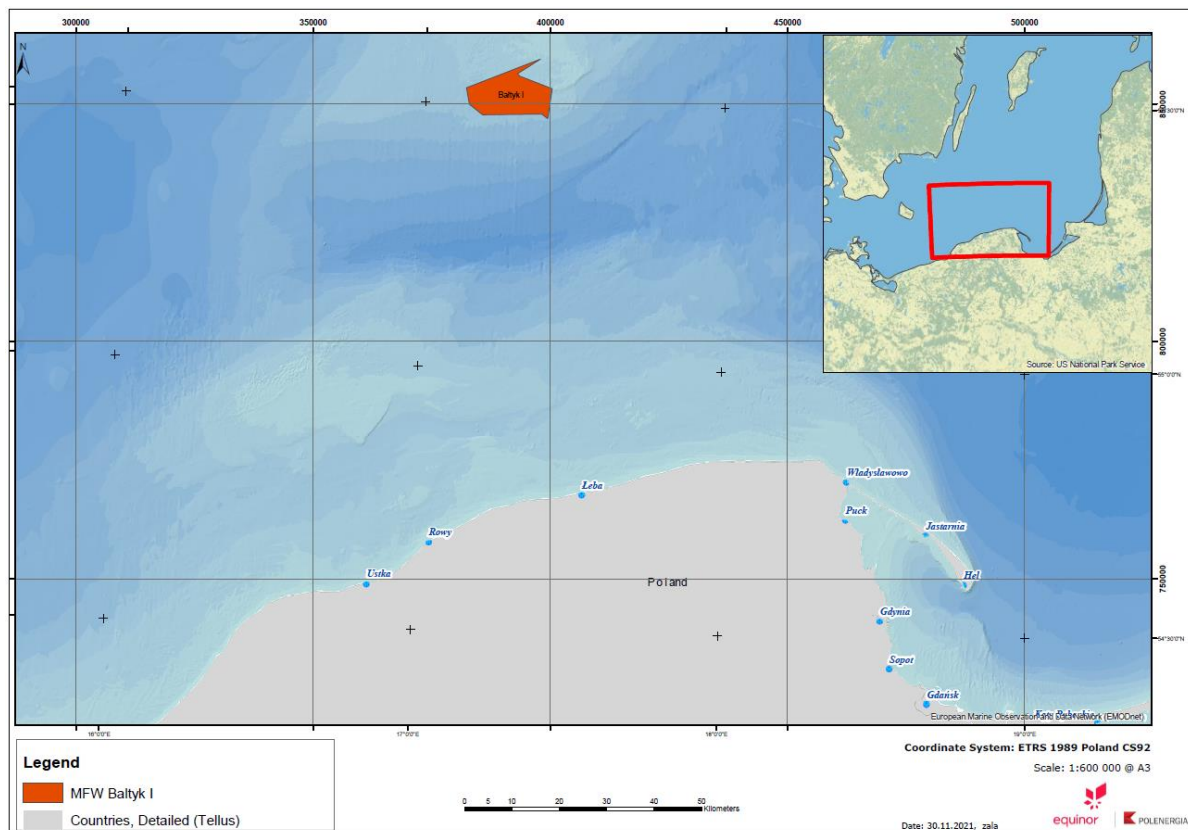 300000 350000 400000 450000 500000
N
Bałtyk I
850000
800000
55°0'0"N
750000
54°30'0"N
Source: US National Park Service
Władysławowo
Łeba
Puck
Jastarnia
Rowy
Ustka
Poland
Hel
Gdynia
Sopot
Gdańsk
European Marine Observation and Data Network (EMODnet)
16°0'0"E 17°0'0"E 18°0'0"E 19°0'0"E
Legend
MFW Baltyk I
Countries, Detailed (Tellus)
0 5 10 20 30 40 50
Kilometers
Coordinate System: ETRS 1989 Poland CS92
Scale: 1:600 000 @ A3
equinor
POLENERGIA
Date: 30.11.2021, zala